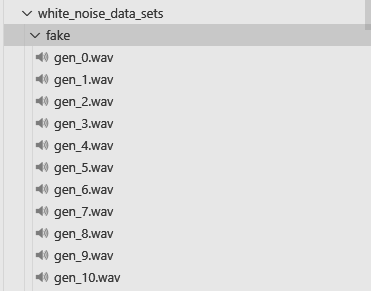 white_noise_data_sets
fake
gen_0.wav
gen_1.wav
gen_2.wav
gen_3.wav
gen_4.wav
gen_5.wav
gen_6.wav
gen_7.wav
gen_8.wav
gen_9.wav
gen_10.wav